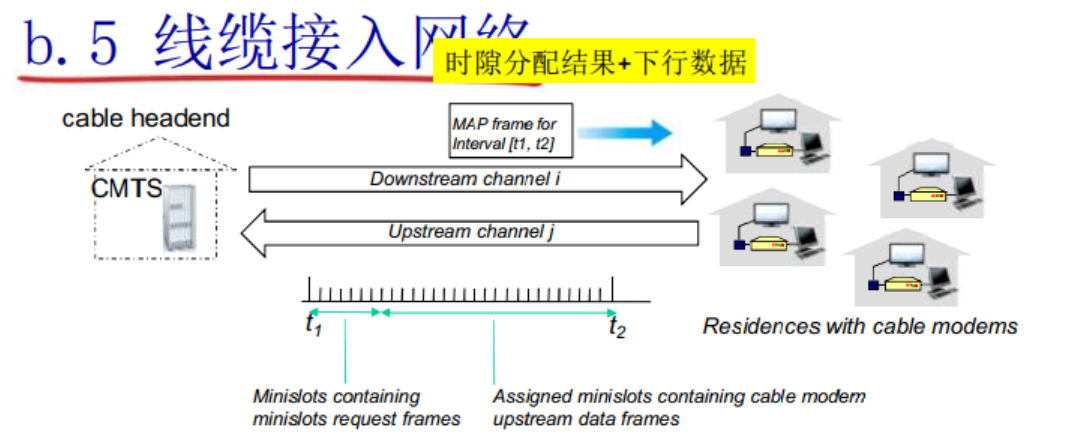 b.5 线缆接入网络
时隙分配结果+下行数据
cable headend
CMTS
MAP frame for
Interval [t1, t2]
Downstream channel i
Upstream channel j
t1
t2
Residences with cable modems
Minislots containing
minislots request frames
Assigned minislots containing cable modem
upstream data frames